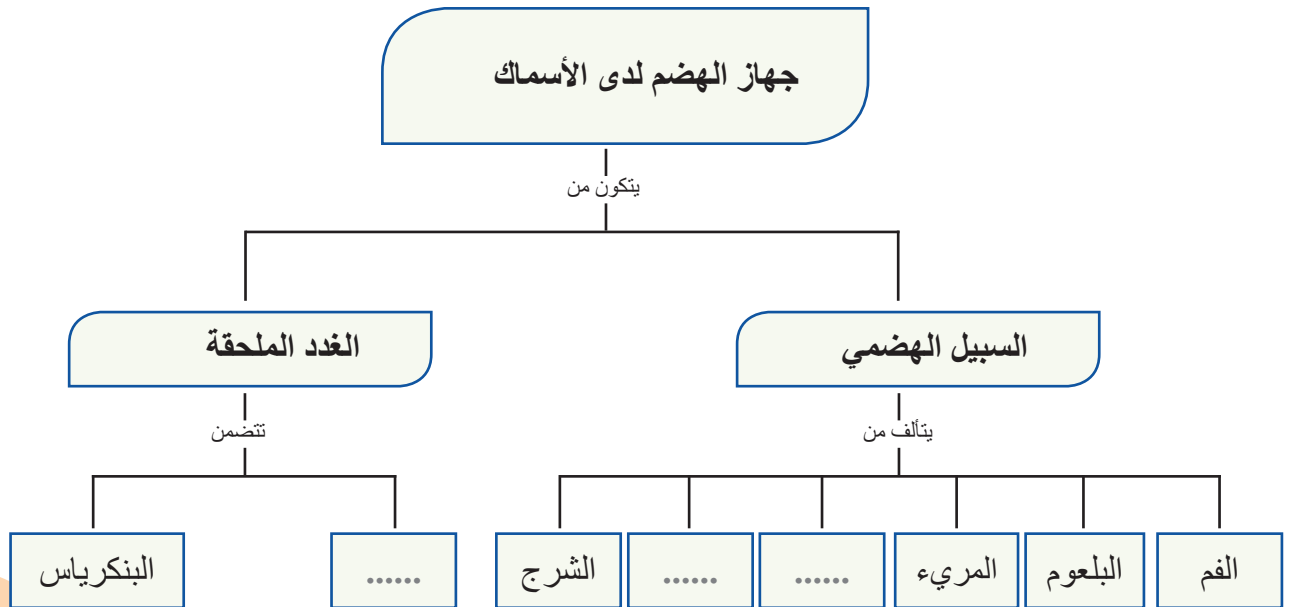 جهاز الهضم لدى الأسماك
يتكون من
السبيل الهضمي
الغدد الملحقة
يتألف من
تتضمن
الفم
البلعوم
المريء
......
......
الشرج
......
البنكرياس